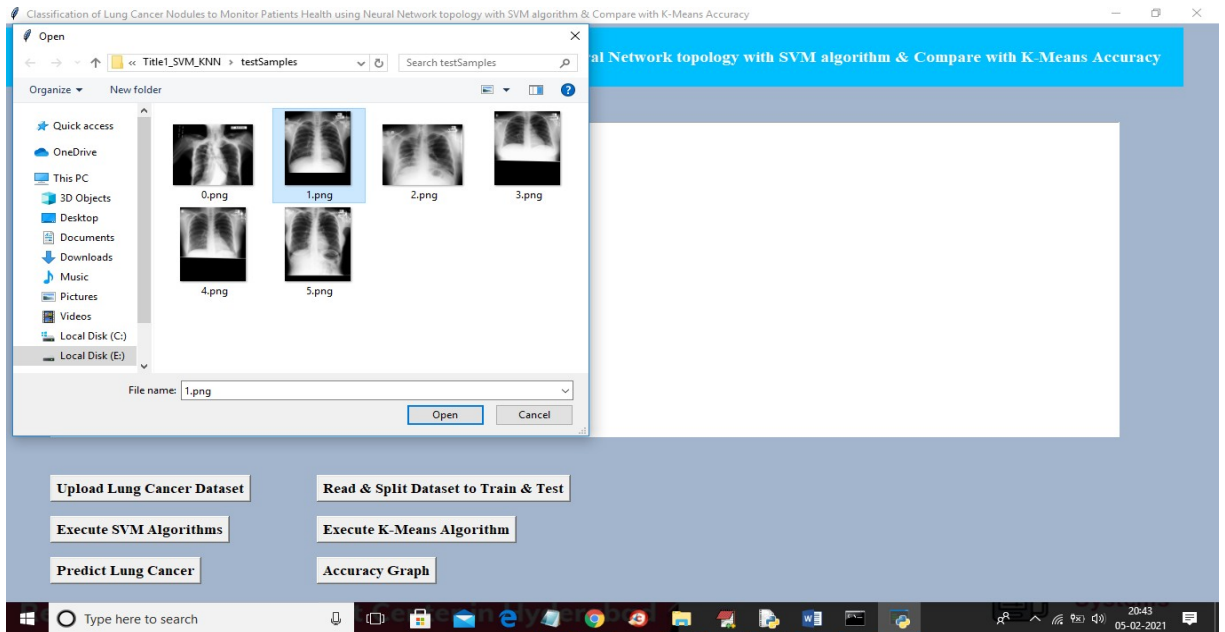 Classification of Lung Cancer Nodules to Monitor Patients Health using Neural Network topology with SVM algorithm & Compare with K-Means Accuracy
Open
al Network topology with SVM algorithm & Compare with K-Means Accuracy
« Title1_SVM_KNN › testSamples
Search testSamples
Organize
New folder
Quick access
OneDrive
This PC
3D Objects
Desktop
Documents
Downloads
Music
Pictures
Videos
Local Disk (C:)
Local Disk (E:)
0.png
1.png
2.png
3.png
4.png
5.png
File name: 1.png
Open
Cancel
Upload Lung Cancer Dataset
Read & Split Dataset to Train & Test
Execute SVM Algorithms
Execute K-Means Algorithm
Predict Lung Cancer
Accuracy Graph
Type here to search
20:43
05-02-2021